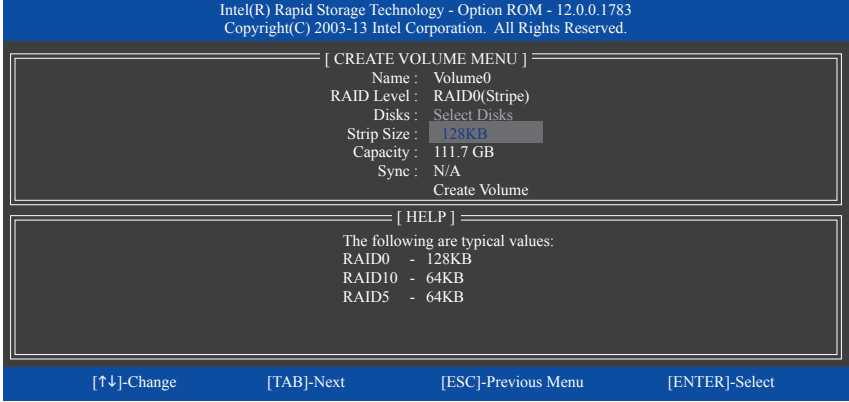 Intel(R) Rapid Storage Technology - Option ROM - 12.0.0.1783
Copyright(C) 2003-13 Intel Corporation. All Rights Reserved.
[ CREATE VOLUME MENU ]
Name : Volume0
RAID Level : RAID0(Stripe)
Disks : Select Disks
Strip Size : 128KB
Capacity : 111.7 GB
Sync : N/A
Create Volume
[ HELP ]
The following are typical values:
RAID0 - 128KB
RAID10 - 64KB
RAID5 - 64KB
[↑↓]-Change [TAB]-Next [ESC]-Previous Menu [ENTER]-Select